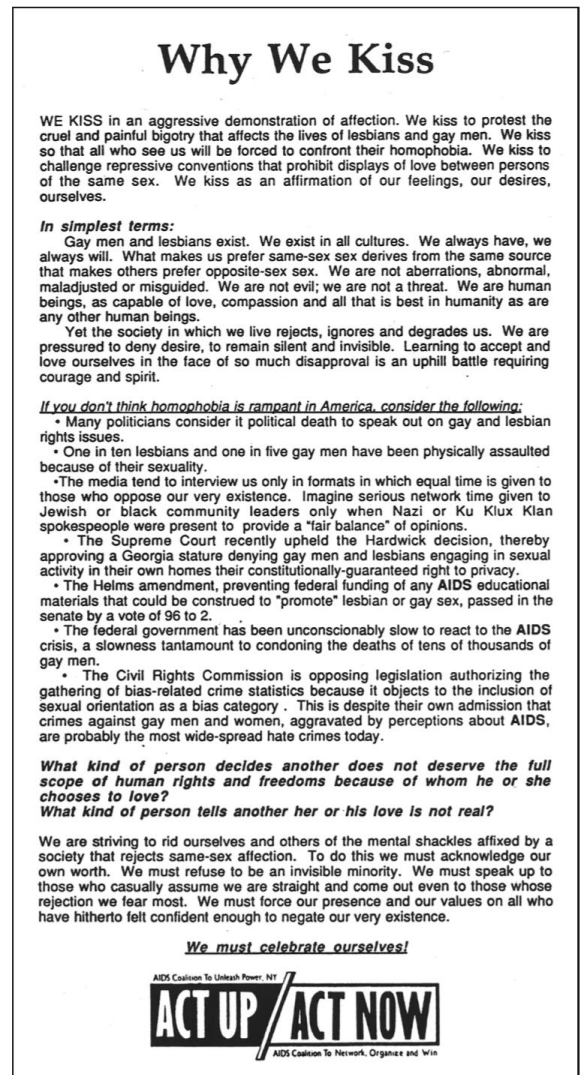 Why We Kiss
WE KISS in an aggressive demonstration of affection. We kiss to protest the
cruel and painful bigotry that affects the lives of lesbians and gay men. We kiss
so that all who see us will be forced to confront their homophobia. We kiss to
challenge repressive conventions that prohibit displays of love between persons
of the same sex. We kiss as an affirmation of our feelings, our desires,
ourselves.
In simplest terms:
Gay men and lesbians exist. We exist in all cultures. We always have, we
always will. What makes us prefer same-sex sex derives from the same source
that makes others prefer opposite-sex sex. We are not aberrations, abnormal,
maladjusted or misguided. We are not evil; we are not a threat. We are human
beings, as capable of love, compassion and all that is best in humanity as are
any other human beings.
Yet the society in which we live rejects, ignores and degrades us. We are
pressured to deny desire, to remain silent and invisible. Learning to accept and
love ourselves in the face of so much disapproval is an uphill battle requiring
courage and spirit.
If you don't think homophobia is rampant in America, consider the following:
• Many politicians consider it political death to speak out on gay and lesbian
rights issues.
• One in ten lesbians and one in five gay men have been physically assaulted
because of their sexuality.
•The media tend to interview us only in formats in which equal time is given to
those who oppose our very existence. Imagine serious network time given to
Jewish or black community leaders only when Nazi or Ku Klux Klan
spokespeople were present to provide a "fair balance" of opinions.
• The Supreme Court recently upheld the Hardwick decision, thereby
approving a Georgia stature denying gay men and lesbians engaging in sexual
activity in their own homes their constitutionally-guaranteed right to privacy.
• The Helms amendment, preventing federal funding of any AIDS educational
materials that could be construed to "promote" lesbian or gay sex, passed in the
senate by a vote of 96 to 2.
• The federal government has been unconscionably slow to react to the AIDS
crisis, a slowness tantamount to condoning the deaths of tens of thousands of
gay men.
• The Civil Rights Commission is opposing legislation authorizing the
gathering of bias-related crime statistics because it objects to the inclusion of
sexual orientation as a bias category . This is despite their own admission that
crimes against gay men and women, aggravated by perceptions about AIDS,
are probably the most wide-spread hate crimes today.
What kind of person decides another does not deserve the full
scope of human rights and freedoms because of whom he or she
chooses to love?
What kind of person tells another her or his love is not real?
We are striving to rid ourselves and others of the mental shackles affixed by a
society that rejects same-sex affection. To do this we must acknowledge our
own worth. We must refuse to be an invisible minority. We must speak up to
those who casually assume we are straight and come out even to those whose
rejection we fear most. We must force our presence and our values on all who
have hitherto felt confident enough to negate our very existence.
We must celebrate ourselves!
AIDS Coalition To Unleash Power, NY
ACT UP / ACT NOW
AIDS Coalition To Network, Organize and Win